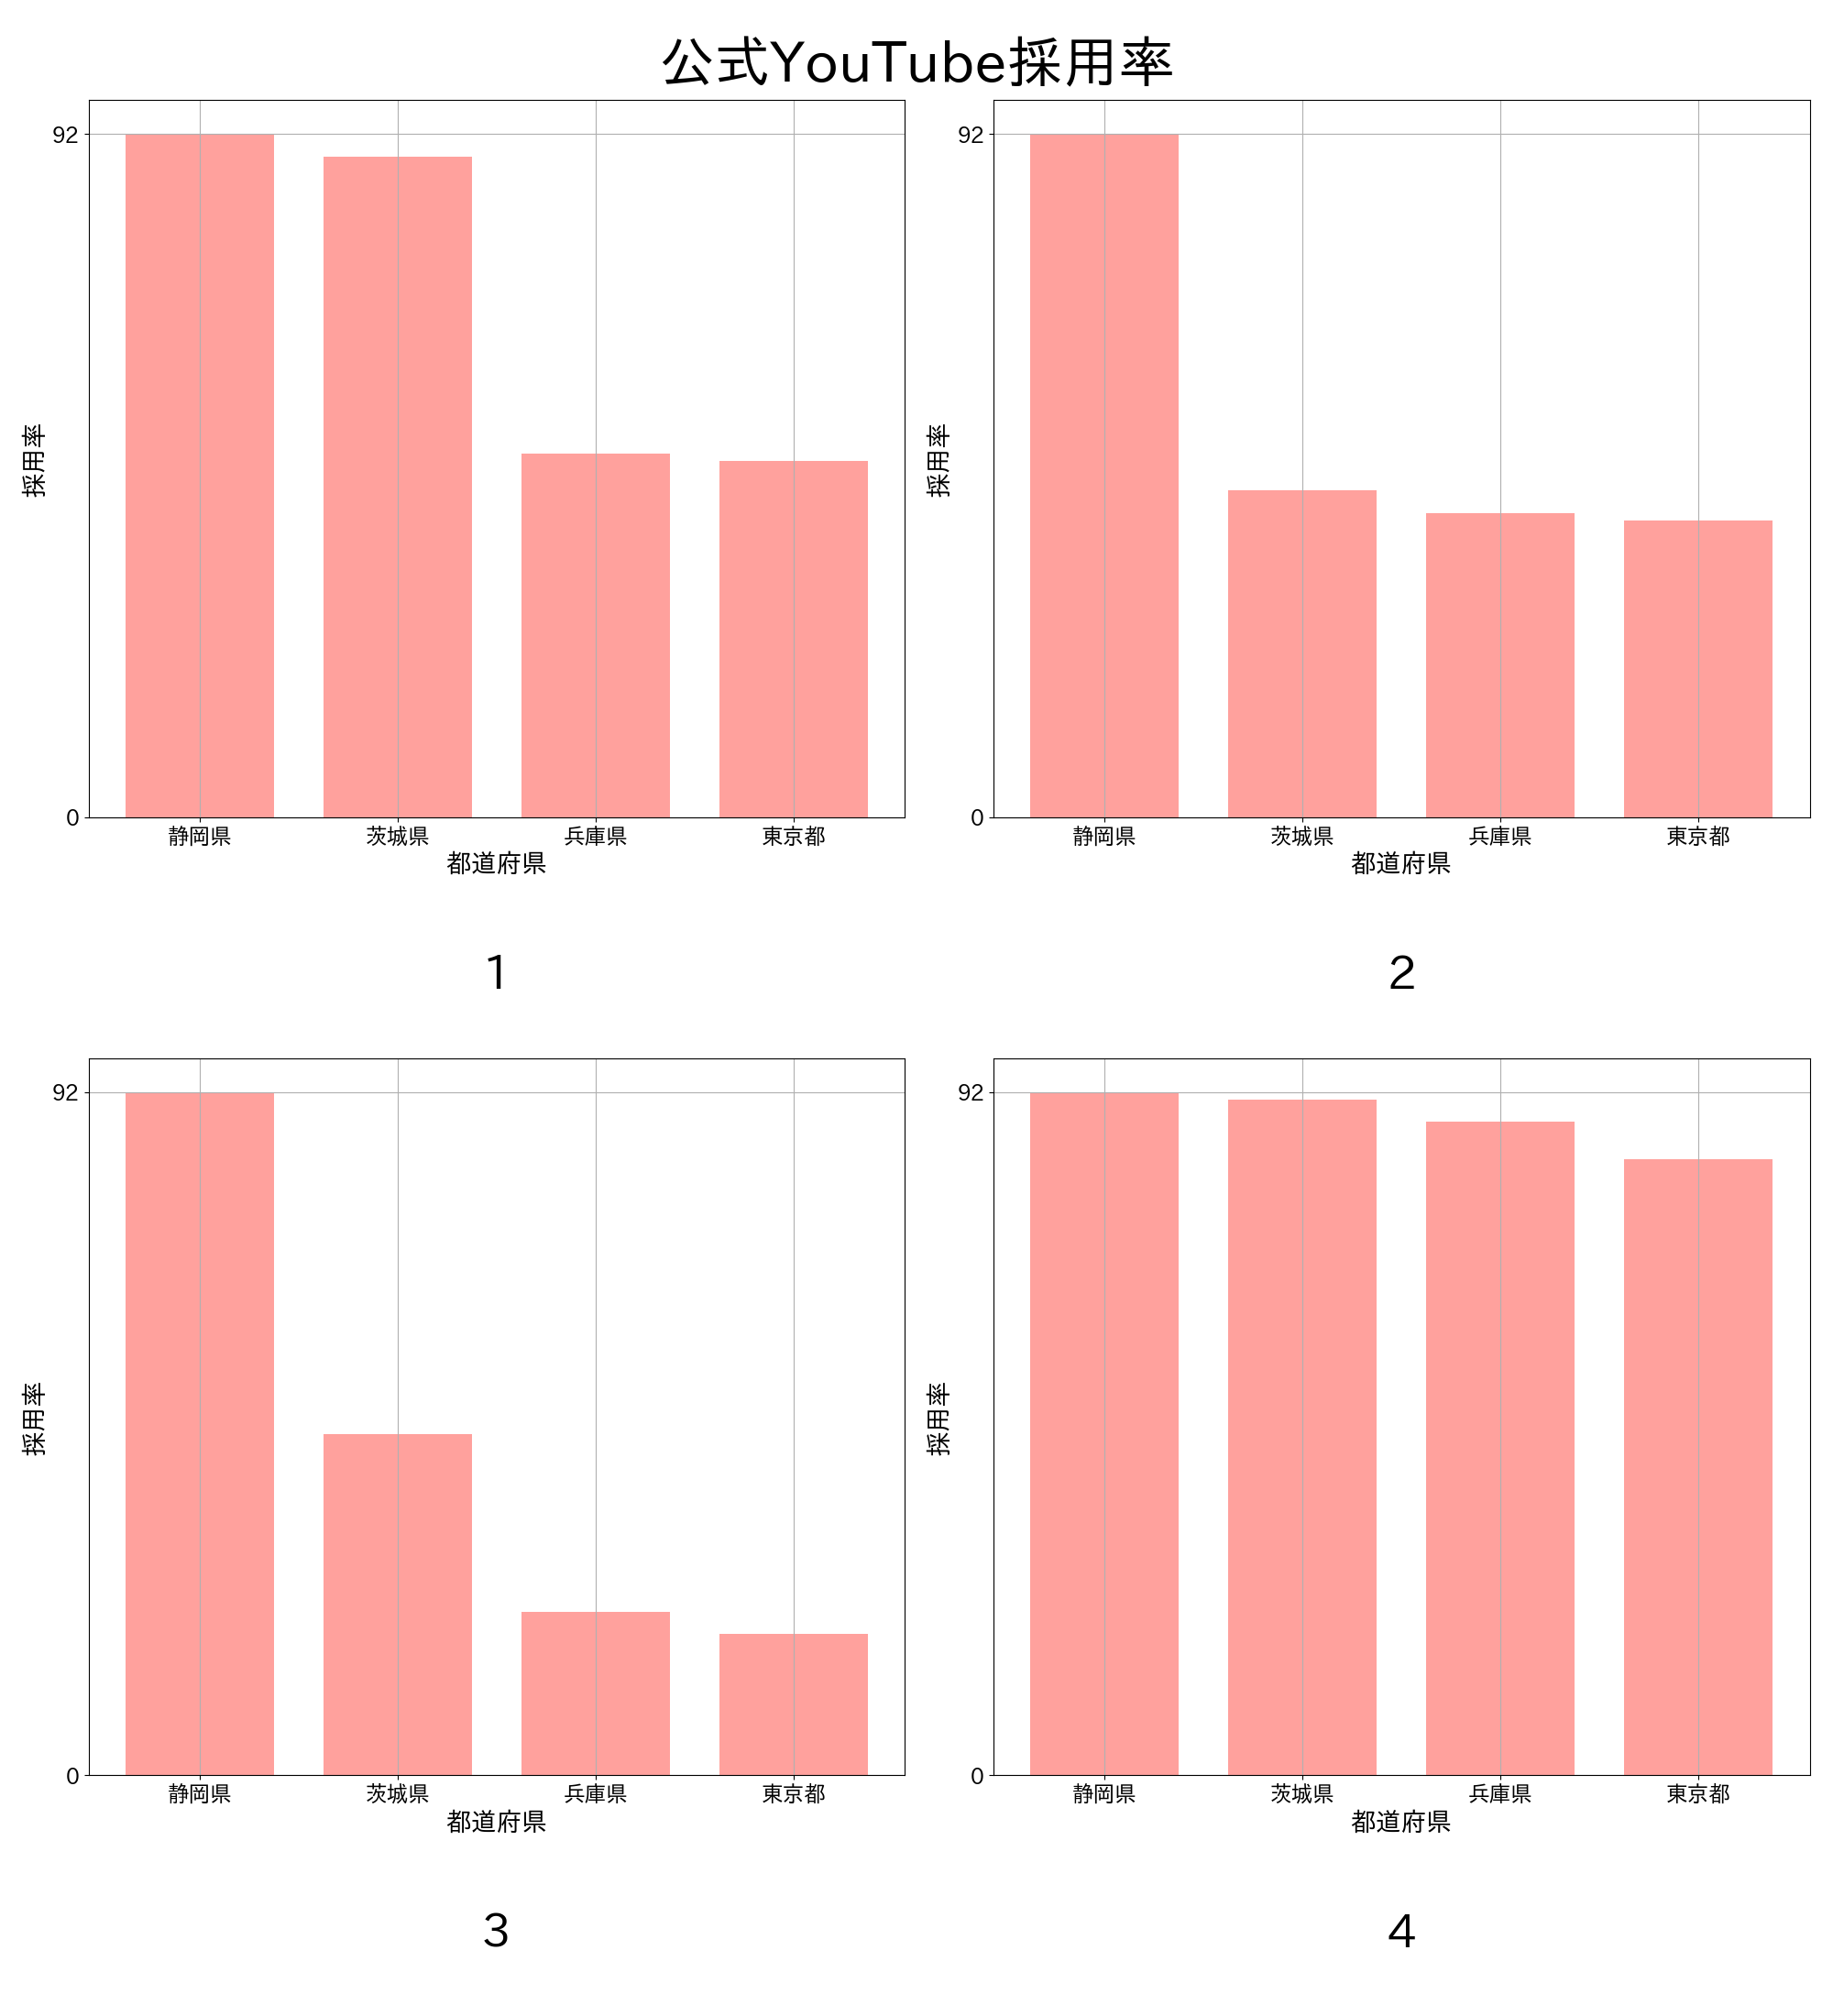 公式YouTube採用率
92
0
採用率
静岡県 茨城県 兵庫県 東京都
都道府県
1
92
0
採用率
静岡県 茨城県 兵庫県 東京都
都道府県
2
92
0
採用率
静岡県 茨城県 兵庫県 東京都
都道府県
3
92
0
採用率
静岡県 茨城県 兵庫県 東京都
都道府県
4